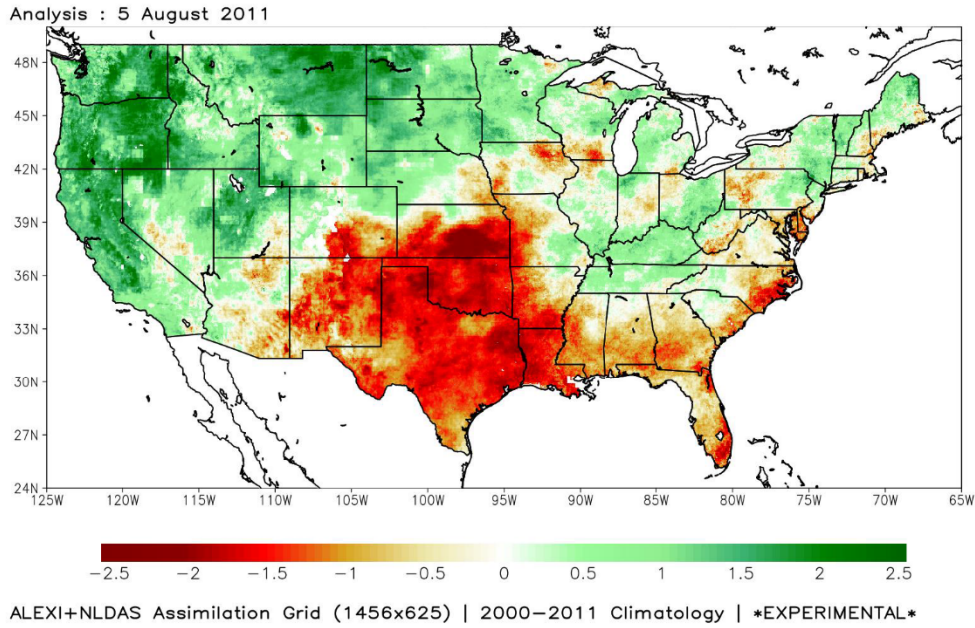 Analysis : 5 August 2011
48N
45N
42N
39N
36N
33N
30N
27N
24N
125W 120W 115W 110W 105W 100W 95W 90W 85W 80W 75W 70W 65W
−2.5 −2 −1.5 −1 −0.5 0 0.5 1 1.5 2 2.5
ALEXI+NLDAS Assimilation Grid (1456x625) | 2000−2011 Climatology | *EXPERIMENTAL*